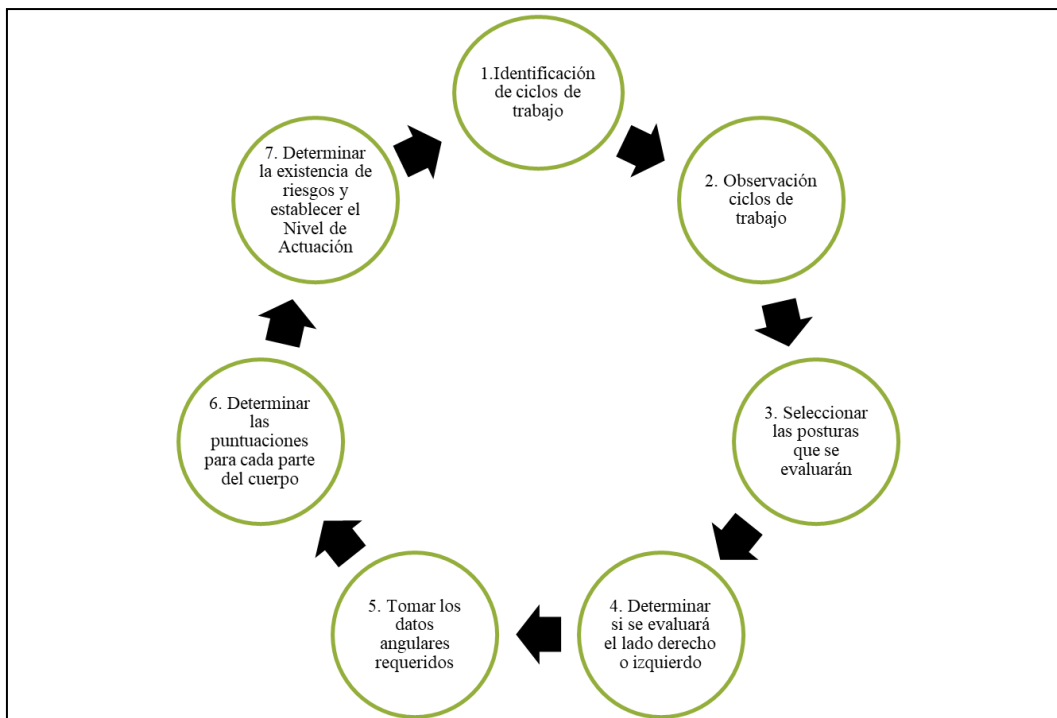 1.Identificación
de ciclos de
trabajo
2. Observación
ciclos de
trabajo
3. Seleccionar
las posturas
que se
evaluarán
4. Determinar
si se evaluará
el lado derecho
o izquierdo
5. Tomar los
datos
angulares
requeridos
6. Determinar
las
puntuaciones
para cada parte
del cuerpo
7. Determinar
la existencia de
riesgos y
establecer el
Nivel de
Actuación